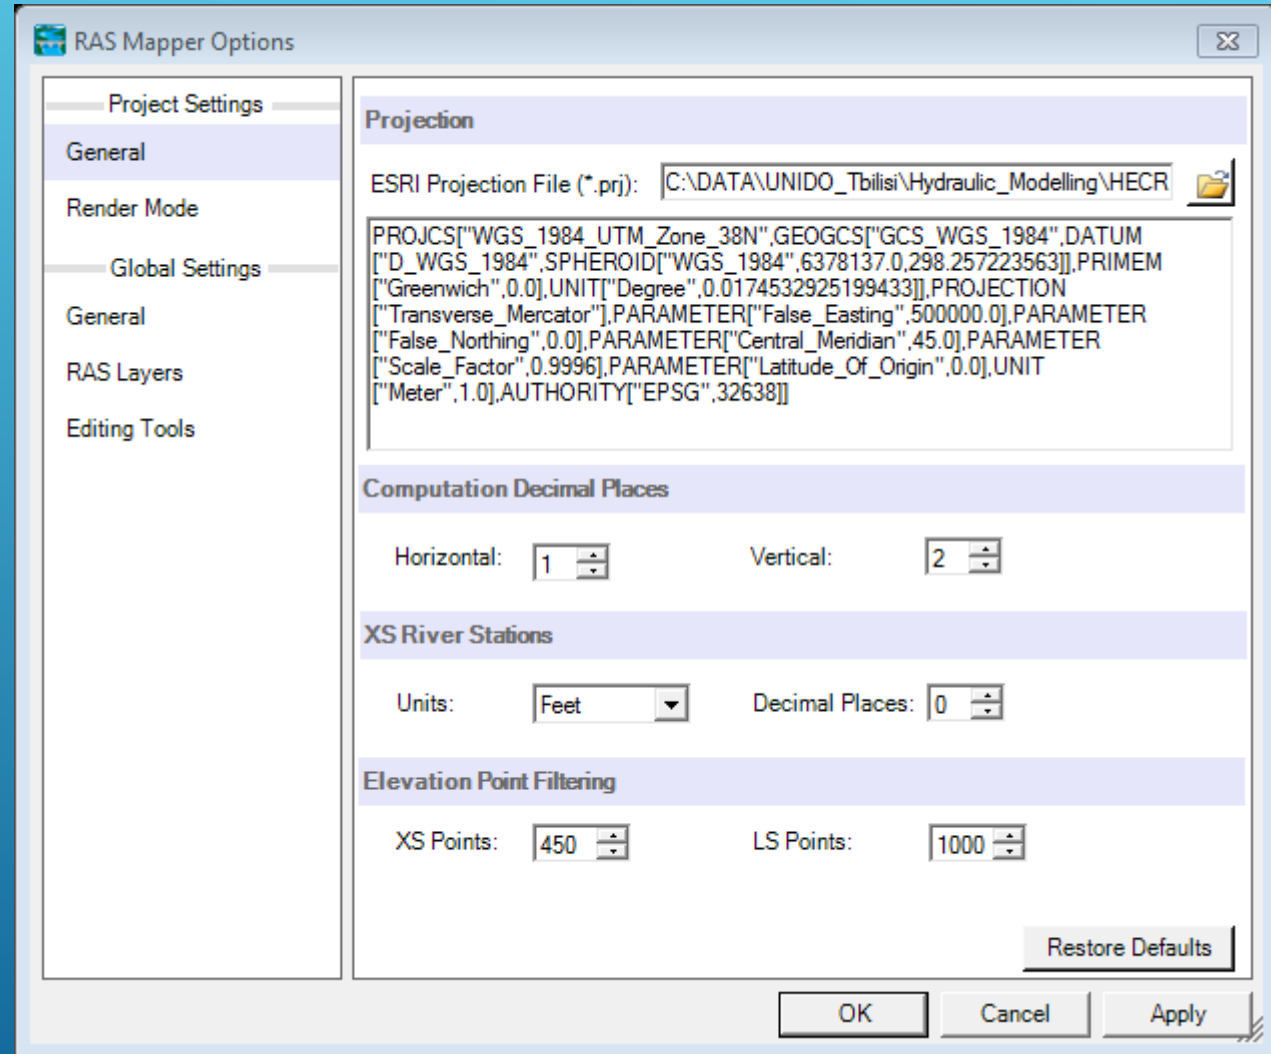 RAS Mapper Options
Project Settings
General
Render Mode
Global Settings
General
RAS Layers
Editing Tools
Projection
ESRI Projection File (*.prj): C:\DATA\UNIDO_Tbilisi\Hydraulic_Modelling\HECR
PROJCS["WGS_1984_UTM_Zone_38N",GEOGCS["GCS_WGS_1984",DATUM
["D_WGS_1984",SPHEROID["WGS_1984",6378137.0,298.257223563]],PRIMEM
["Greenwich",0.0],UNIT["Degree",0.0174532925199433]],PROJECTION
["Transverse_Mercator"],PARAMETER["False_Easting",500000.0],PARAMETER
["False_Northing",0.0],PARAMETER["Central_Meridian",45.0],PARAMETER
["Scale_Factor",0.9996],PARAMETER["Latitude_Of_Origin",0.0],UNIT
["Meter",1.0],AUTHORITY["EPSG",32638]]
Computation Decimal Places
Horizontal: 1 Vertical: 2
XS River Stations
Units: Feet Decimal Places: 0
Elevation Point Filtering
XS Points: 450 LS Points: 1000
Restore Defaults
OK Cancel Apply